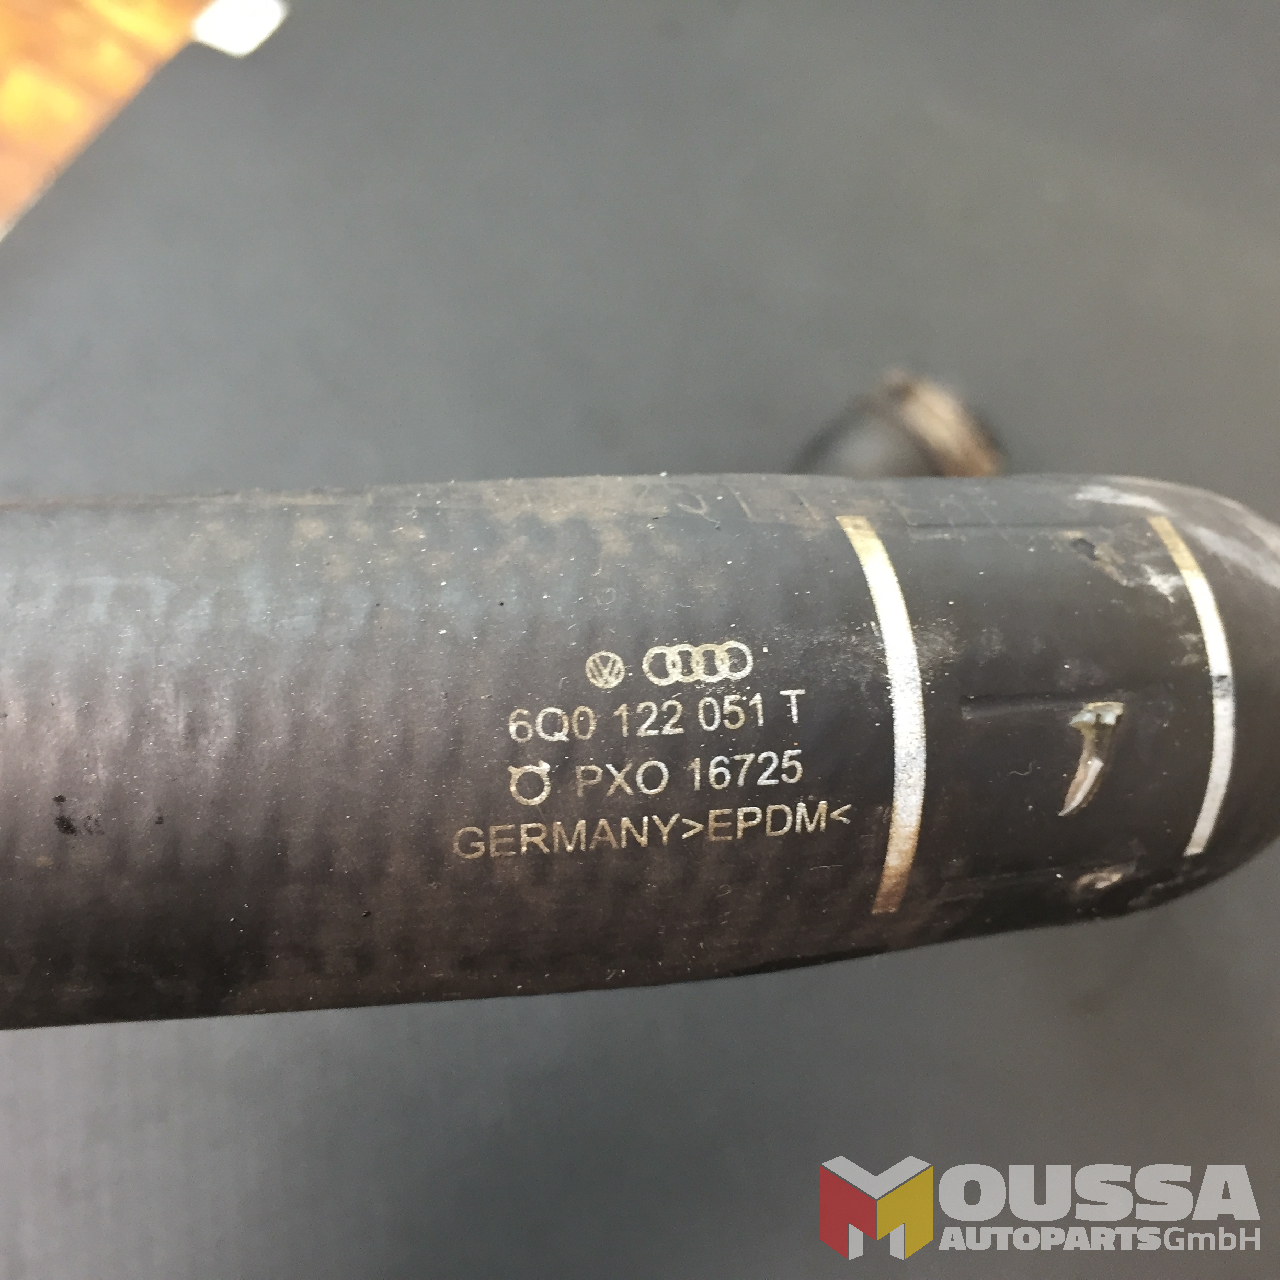 6Q0 122 051 T
PXO 16725
GERMANY>EPDM<
MOUSSA
AUTOPARTSGmbH